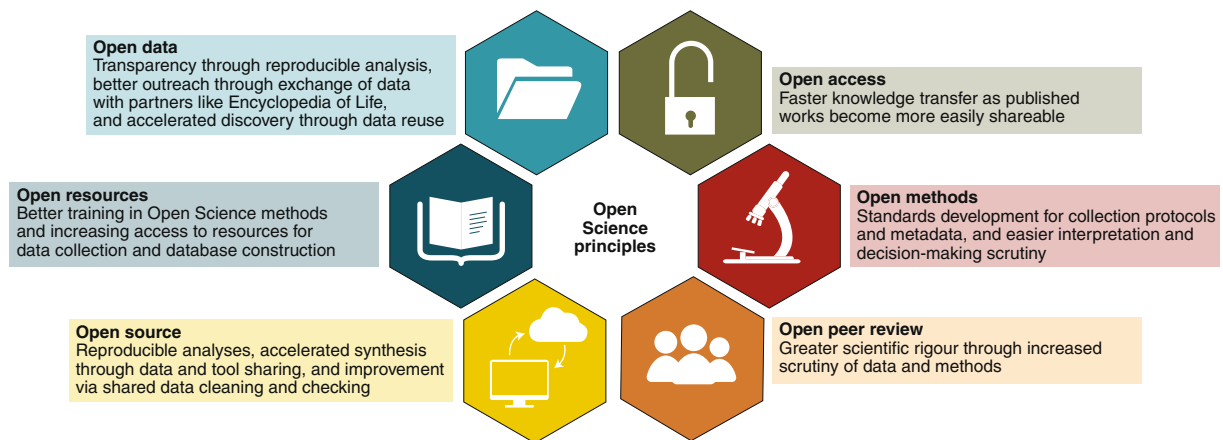 Open data
Transparency through reproducible analysis,
better outreach through exchange of data
with partners like Encyclopedia of Life,
and accelerated discovery through data reuse
Open access
Faster knowledge transfer as published
works become more easily shareable
Open resources
Better training in Open Science methods
and increasing access to resources for
data collection and database construction
Open
Science
principles
Open methods
Standards development for collection protocols
and metadata, and easier interpretation and
decision-making scrutiny
Open source
Reproducible analyses, accelerated synthesis
through data and tool sharing, and improvement
via shared data cleaning and checking
Open peer review
Greater scientific rigour through increased
scrutiny of data and methods